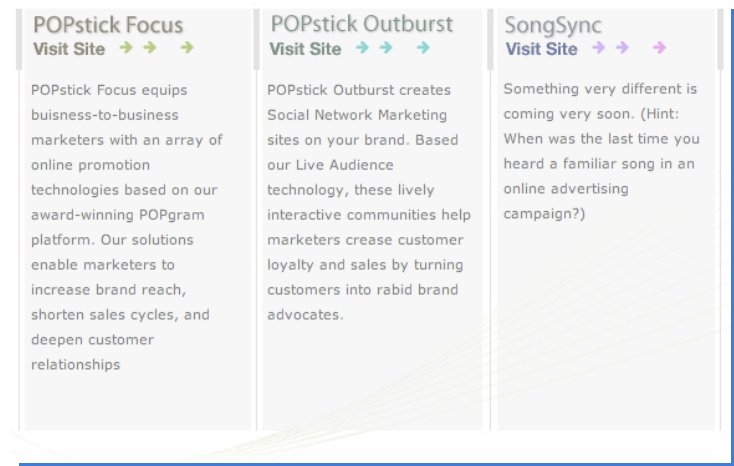 POPstick Focus
Visit Site
POPstick Focus equips
buisness-to-business
marketers with an array of
online promotion
technologies based on our
award-winning POPgram
platform. Our solutions
enable marketers to
increase brand reach,
shorten sales cycles, and
deepen customer
relationships
POPstick Outburst
Visit Site
POPstick Outburst creates
Social Network Marketing
sites on your brand. Based
our Live Audience
technology, these lively
interactive communities help
marketers crease customer
loyalty and sales by turning
customers into rabid brand
advocates.
SongSync
Visit Site
Something very different is
coming very soon. (Hint:
When was the last time you
heard a familiar song in an
online advertising
campaign?)